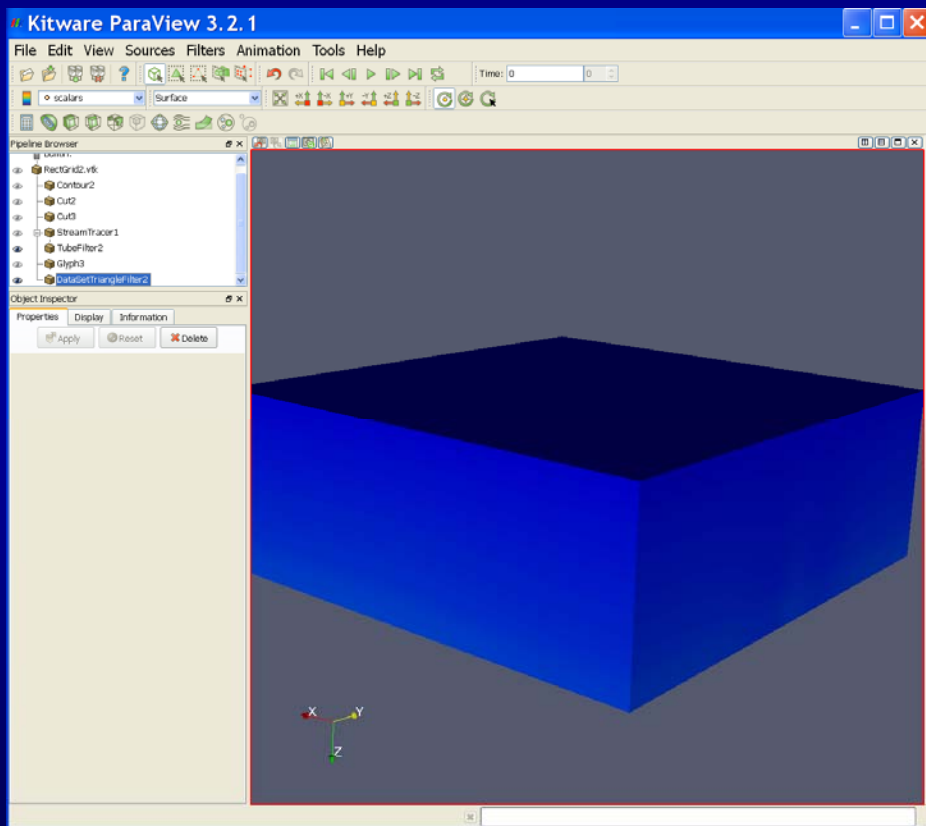 Kitware ParaView 3.2.1
File Edit View Sources Filters Animation Tools Help
Time: 0 0
scalars Surface
+X -X +Y -Y +Z -Z
Pipeline Browser
RectGrid2.vtk
Contour2
Cut2
Cut3
StreamTracer1
TubeFilter2
Glyph3
DataSetTriangleFilter2
Object Inspector
Properties Display Information
Apply Reset Delete
X Y
Z